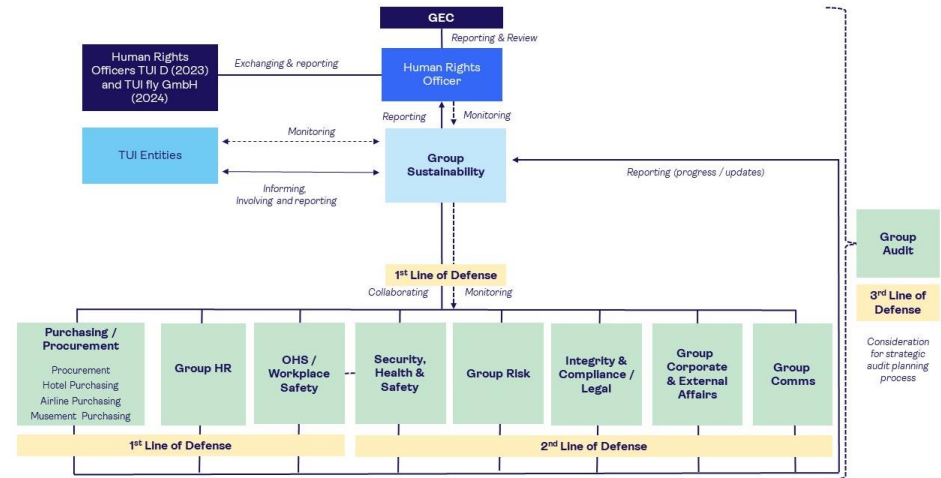 GEC
Reporting & Review
Human Rights
Officers TUI D (2023)
and TUI fly GmbH
(2024)
Exchanging & reporting
Human Rights
Officer
Reporting
Monitoring
TUI Entities
Monitoring
Informing,
Involving and reporting
Group
Sustainability
Reporting (progress / updates)
1st Line of Defense
Collaborating
Monitoring
Purchasing /
Procurement
Procurement
Hotel Purchasing
Airline Purchasing
Musement Purchasing
Group HR
OHS /
Workplace
Safety
Security,
Health &
Safety
Group Risk
Integrity &
Compliance /
Legal
Group
Corporate
& External
Affairs
Group
Comms
1st Line of Defense
2nd Line of Defense
Group
Audit
3rd Line of
Defense
Consideration
for strategic
audit planning
process